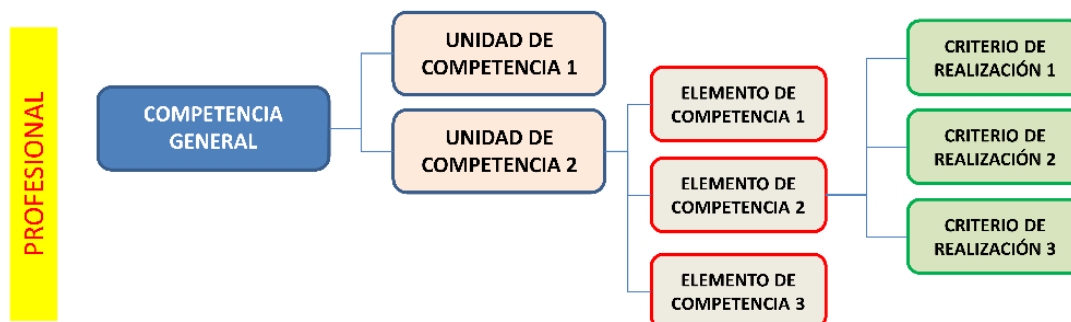 PROFESIONAL
COMPETENCIA
GENERAL
UNIDAD DE
COMPETENCIA 1
UNIDAD DE
COMPETENCIA 2
ELEMENTO DE
COMPETENCIA 1
ELEMENTO DE
COMPETENCIA 2
ELEMENTO DE
COMPETENCIA 3
CRITERIO DE
REALIZACIÓN 1
CRITERIO DE
REALIZACIÓN 2
CRITERIO DE
REALIZACIÓN 3